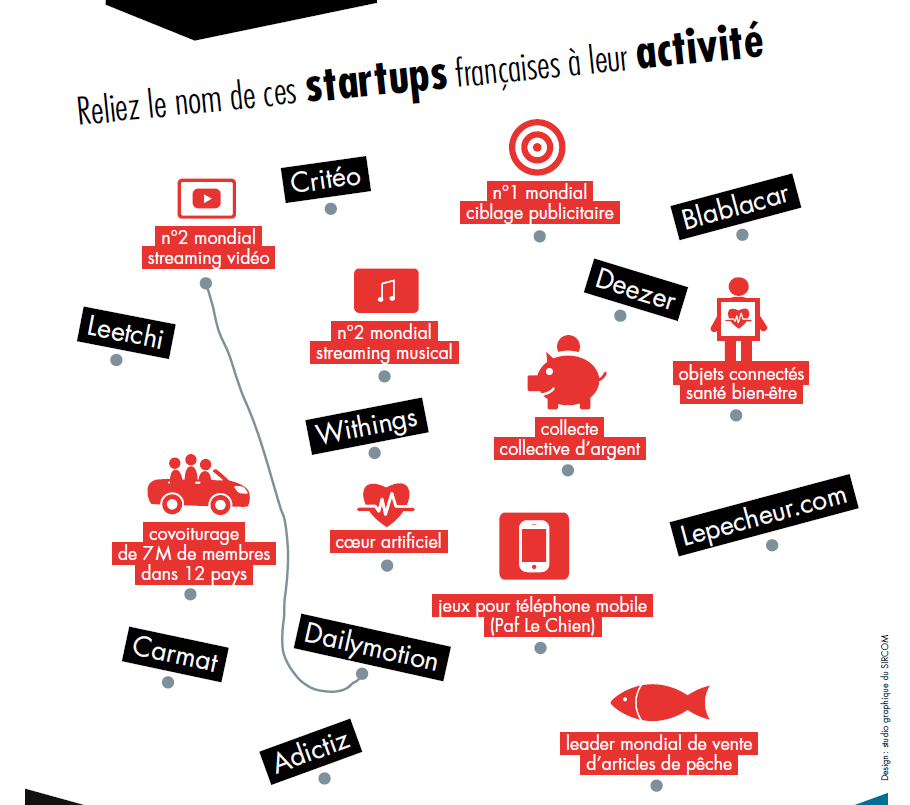 Reliez le nom de ces startups françaises à leur activité
Critéo
n°1 mondial
ciblage publicitaire
Blablacar
n°2 mondial
streaming vidéo
Deezer
Leetchi
n°2 mondial
streaming musical
objets connectés
santé bien-être
Withings
collecte
collective d'argent
covoiturage
de 7M de membres
dans 12 pays
cœur artificiel
Lepecheur.com
jeux pour téléphone mobile
(Paf Le Chien)
Carmat
Dailymotion
Adictiz
leader mondial de vente
d'articles de pêche
Design : studio graphique du SIRCOM